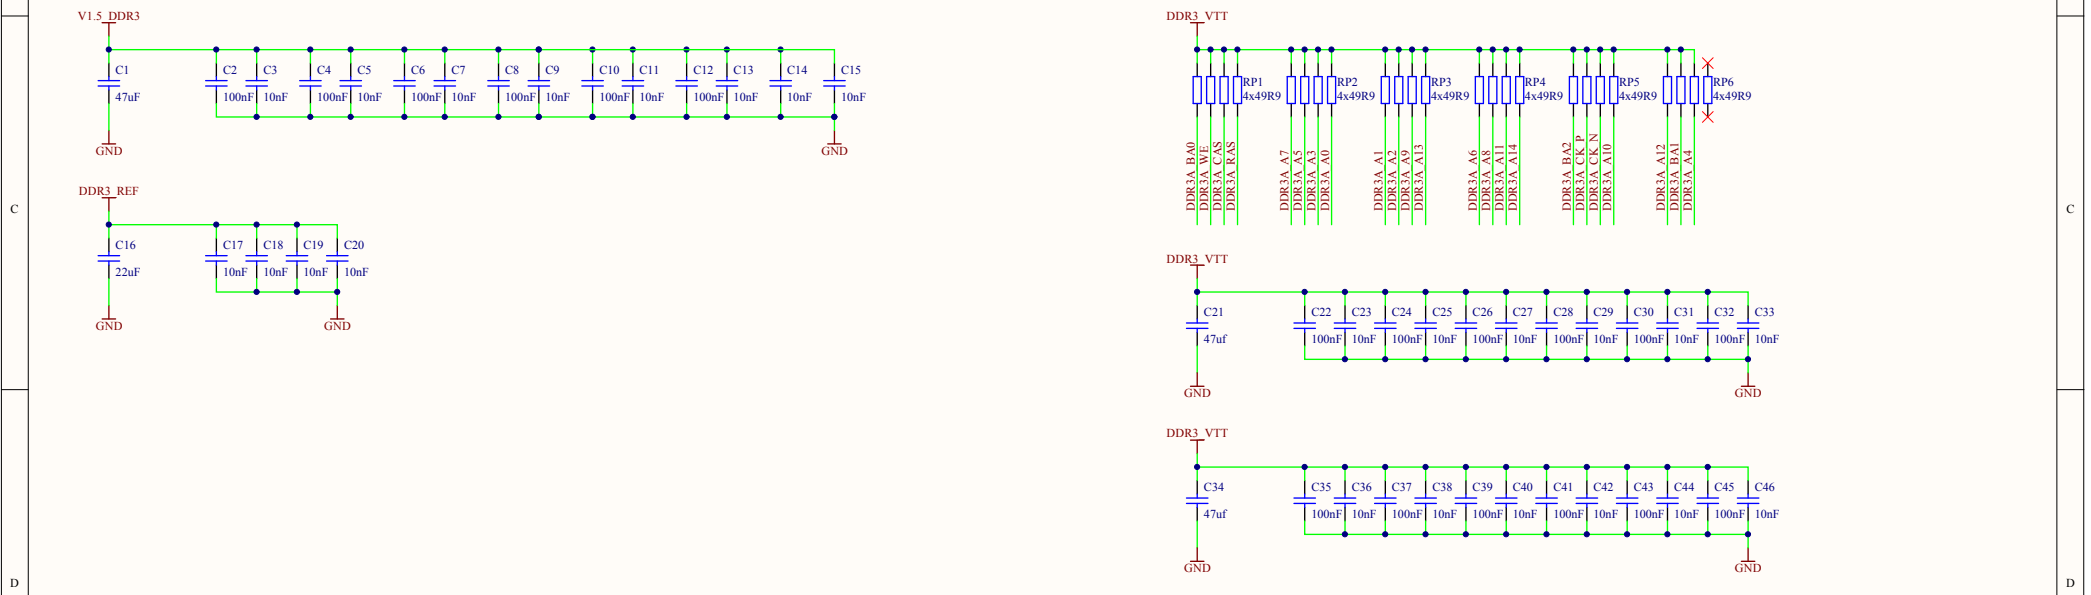 V1.5_DDR3
C1 C2 C3 C4 C5 C6 C7 C8 C9 C10 C11 C12 C13 C14 C15
47uF 100nF 10nF 100nF 10nF 100nF 10nF 100nF 10nF 100nF 10nF 100nF 10nF 10nF 10nF
GND GND
DDR3_REF
C
C16 C17 C18 C19 C20
22uF 10nF 10nF 10nF 10nF
GND GND
D
DDR3_VTT
RP1 RP2 RP3 RP4 RP5 RP6
4x49R9 4x49R9 4x49R9 4x49R9 4x49R9 4x49R9
DDR3A_BA0
DDR3A_WE
DDR3A_CAS
DDR3A_RAS
DDR3A_A7
DDR3A_A5
DDR3A_A3
DDR3A_A0
DDR3A_A1
DDR3A_A2
DDR3A_A9
DDR3A_A13
DDR3A_A6
DDR3A_A8
DDR3A_A11
DDR3A_A14
DDR3A_BA2
DDR3A_CK_P
DDR3A_CK_N
DDR3A_A10
DDR3A_A12
DDR3A_BA1
DDR3A_A4
C
DDR3_VTT
C21 C22 C23 C24 C25 C26 C27 C28 C29 C30 C31 C32 C33
47uf 100nF 10nF 100nF 10nF 100nF 10nF 100nF 10nF 100nF 10nF 100nF 10nF
GND GND
DDR3_VTT
C34 C35 C36 C37 C38 C39 C40 C41 C42 C43 C44 C45 C46
47uf 100nF 10nF 100nF 10nF 100nF 10nF 100nF 10nF 100nF 10nF 100nF 10nF
GND GND
D